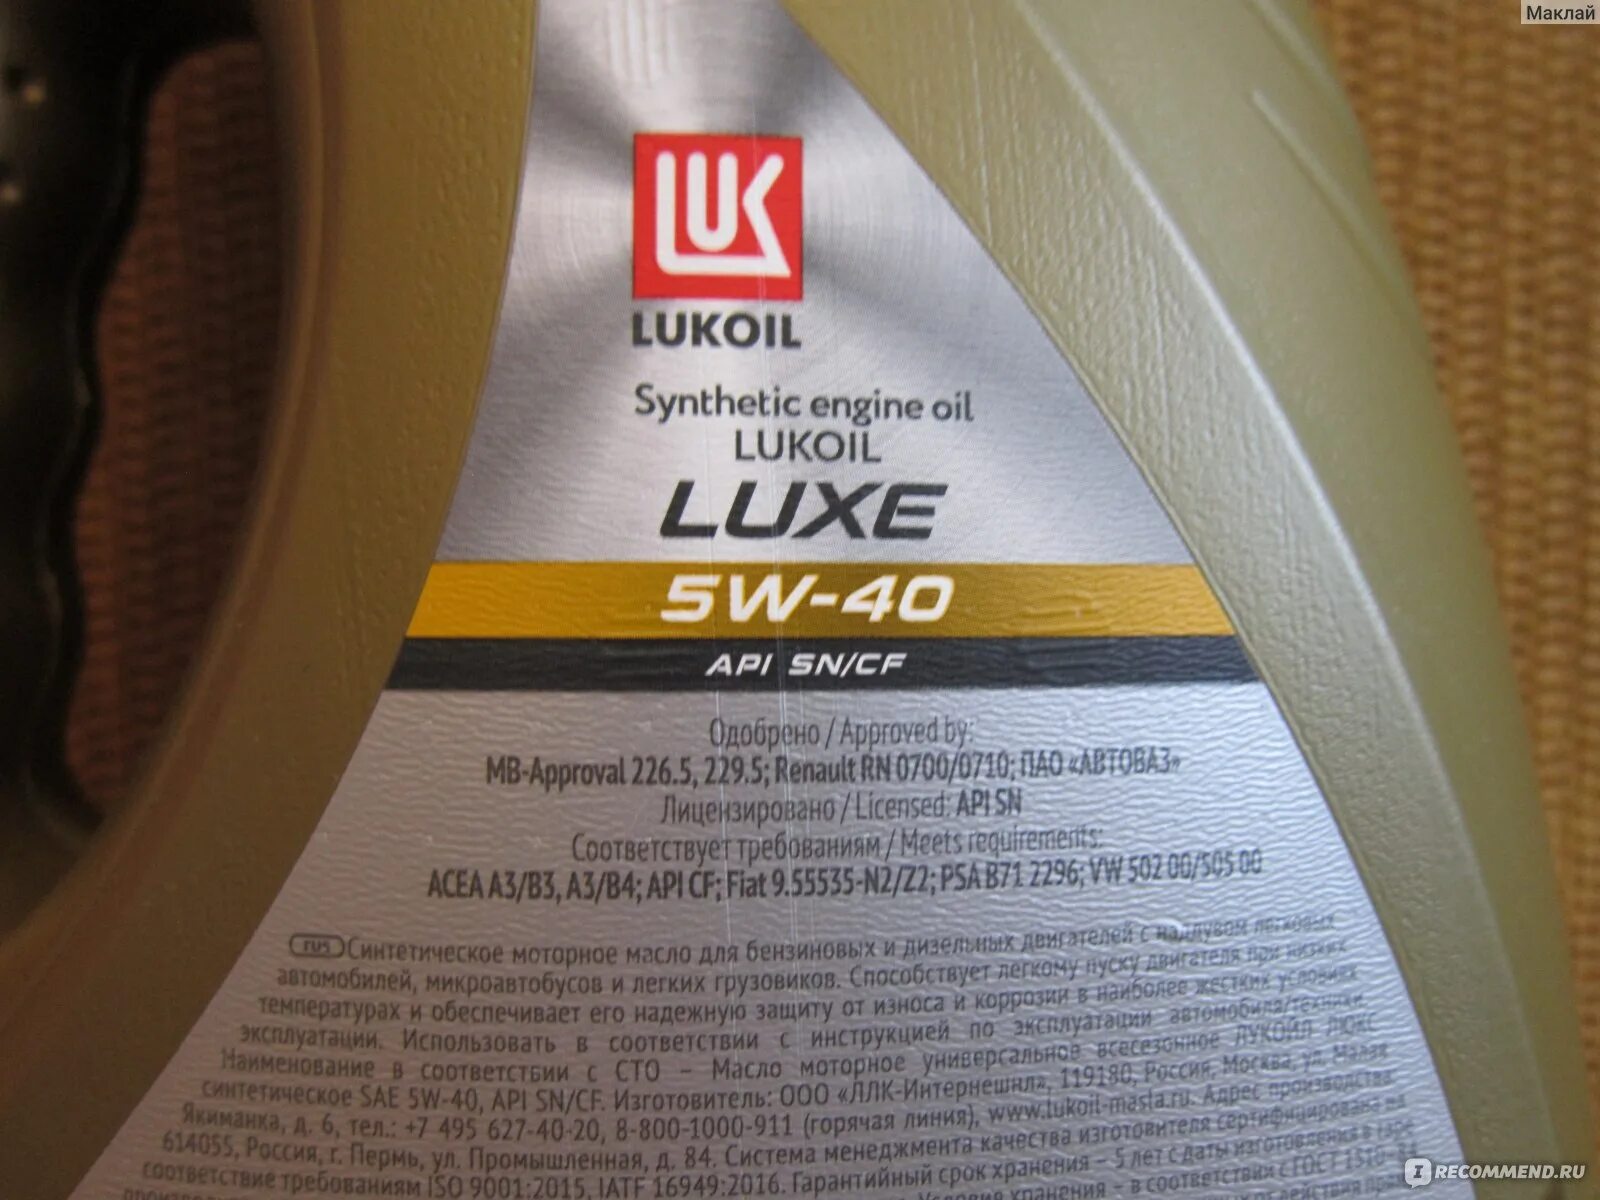 Маклай
LUK
LUKOIL
Synthetic engine oil
LUKOIL
LUXE
5W-40
API SN/CF
Одобрено / Approved by:
MB-Approval 226.5, 229.5; Renault RN 0700/0710; ПАО «АВТОВАЗ»
Лицензировано / Licensed: API SN
Соответствует требованиям / Meets requirements:
ACEA A3/B3, A3/B4; API CF; Fiat 9.55535-N2/Z2; PSA B71 2296; VW 502 00/505 00
RUS Синтетическое моторное масло для бензиновых и дизельных двигателей с наддувом легковых
автомобилей, микроавтобусов и легких грузовиков. Способствует легкому пуску двигателя при низких
температурах и обеспечивает его надежную защиту от износа и коррозии в наиболее жестких условиях
эксплуатации. Использовать в соответствии с инструкцией по эксплуатации автомобиля/техники.
Наименование в соответствии с СТО – Масло моторное универсальное всесезонное ЛУКОЙЛ ЛЮКС
синтетическое SAE 5W-40, API SN/CF. Изготовитель: ООО «ЛЛК-Интернешнл», 119180, Россия, Москва, ул. Малая
Якиманка, д. 6, тел.: +7 495 627-40-20, 8-800-1000-911 (горячая линия), www.lukoil-masla.ru. Адрес производства:
614055, Россия, г. Пермь, ул. Промышленная, д. 84. Система менеджмента качества изготовителя сертифицирована на
соответствие требованиям ISO 9001:2015, IATF 16949:2016. Гарантийный срок хранения – 5 лет с даты изготовления в таре
Условия хранения – в соответствии с ГОСТ
IRECOMMEND.RU